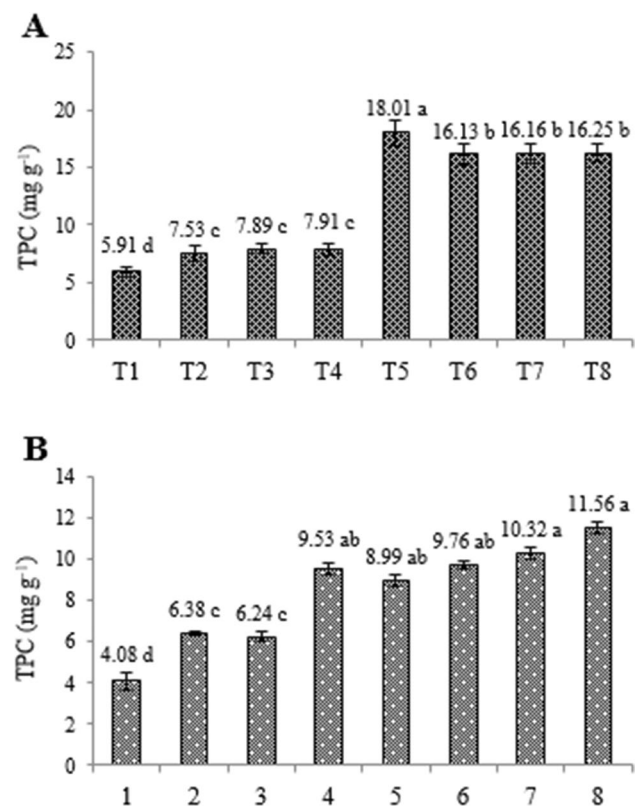 A
25
18.01 a
20
16.13 b 16.16 b 16.25 b
15
TPC (mg g⁻¹)
10
7.53 c 7.89 c 7.91 c
5.91 d
5
0
T1 T2 T3 T4 T5 T6 T7 T8
B
14
11.56 a
12
9.53 ab 8.99 ab 9.76 ab 10.32 a
10
8
TPC (mg g⁻¹)
6.38 c 6.24 c
6
4.08 d
4
2
0
1 2 3 4 5 6 7 8